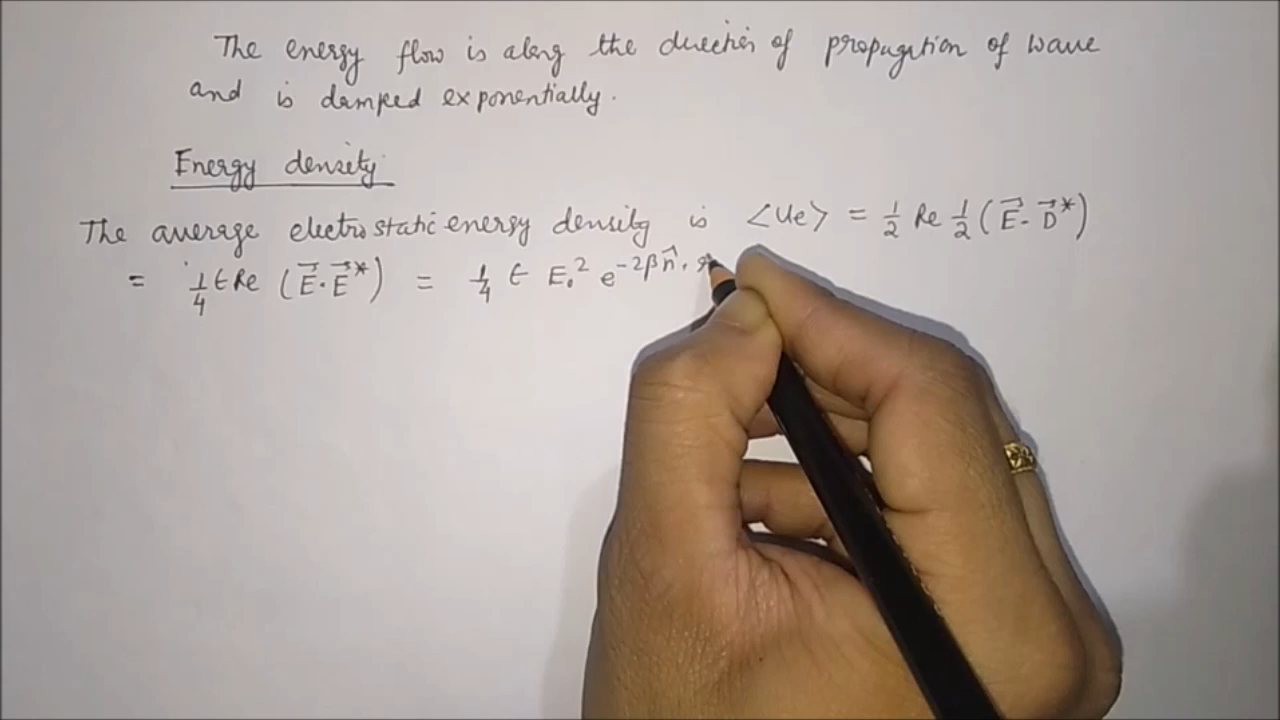 The energy flow is along the direction of propagation of wave
and is damped exponentially.
Energy density
The average electrostatic energy density is ⟨Ue⟩ = 1/2 Re 1/2 (E⃗. D⃗*)
= 1/4 ∈ Re (E⃗.E⃗*) = 1/4 ∈ E₀² e^(-2β n̂.